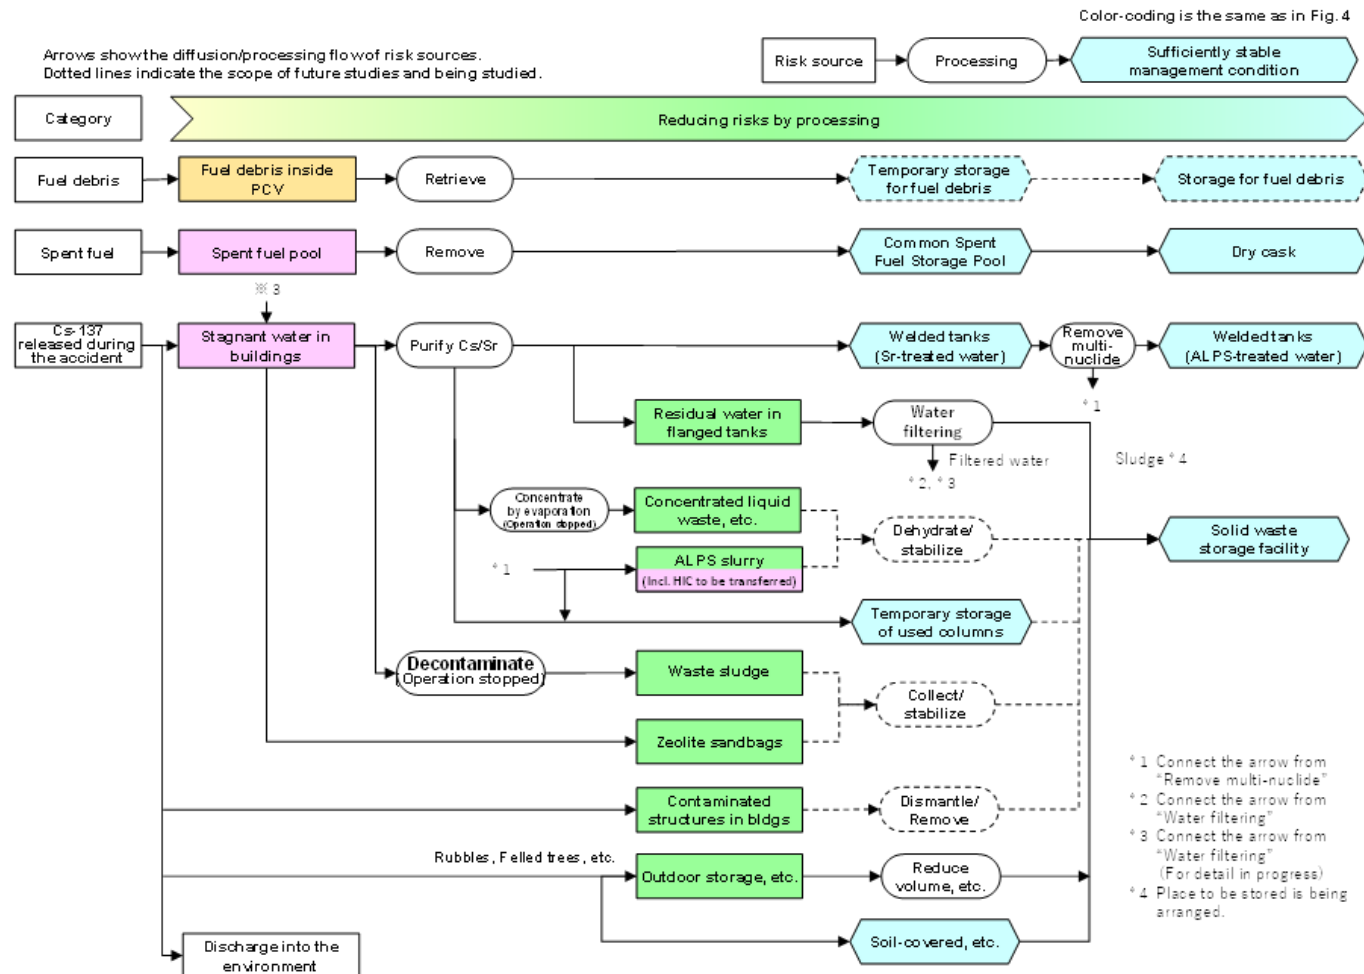 Color-coding is the same as in Fig. 4
Arrows show the diffusion/processing flow of risk sources.
Dotted lines indicate the scope of future studies and being studied.
Risk source
Processing
Sufficiently stable
management condition
Category
Reducing risks by processing
Fuel debris
Fuel debris inside
PCV
Retrieve
Temporary storage
for fuel debris
Storage for fuel debris
Spent fuel
Spent fuel pool
Remove
Common Spent
Fuel Storage Pool
Dry cask
※ 3
Cs-137
released during
the accident
Stagnant water in
buildings
Purify Cs/Sr
Welded tanks
(Sr-treated water)
Remove
multi-
nuclide
Welded tanks
(ALPS-treated water)
* 1
Residual water in
flanged tanks
Water
filtering
Filtered water
Sludge * 4
* 2, * 3
Concentrate
by evaporation
(Operation stopped)
Concentrated liquid
waste, etc.
Dehydrate/
stabilize
Solid waste
storage facility
* 1
ALPS slurry
(Incl. HIC to be transferred)
Temporary storage
of used columns
Decontaminate
(Operation stopped)
Waste sludge
Collect/
stabilize
Zeolite sandbags
Contaminated
structures in bldgs
Dismantle/
Remove
Rubbles, Felled trees, etc.
Outdoor storage, etc.
Reduce
volume, etc.
Soil-covered, etc.
Discharge into the
environment
* 1 Connect the arrow from
"Remove multi-nuclide"
* 2 Connect the arrow from
"Water filtering"
* 3 Connect the arrow from
"Water filtering"
(For detail in progress)
* 4 Place to be stored is being
arranged.